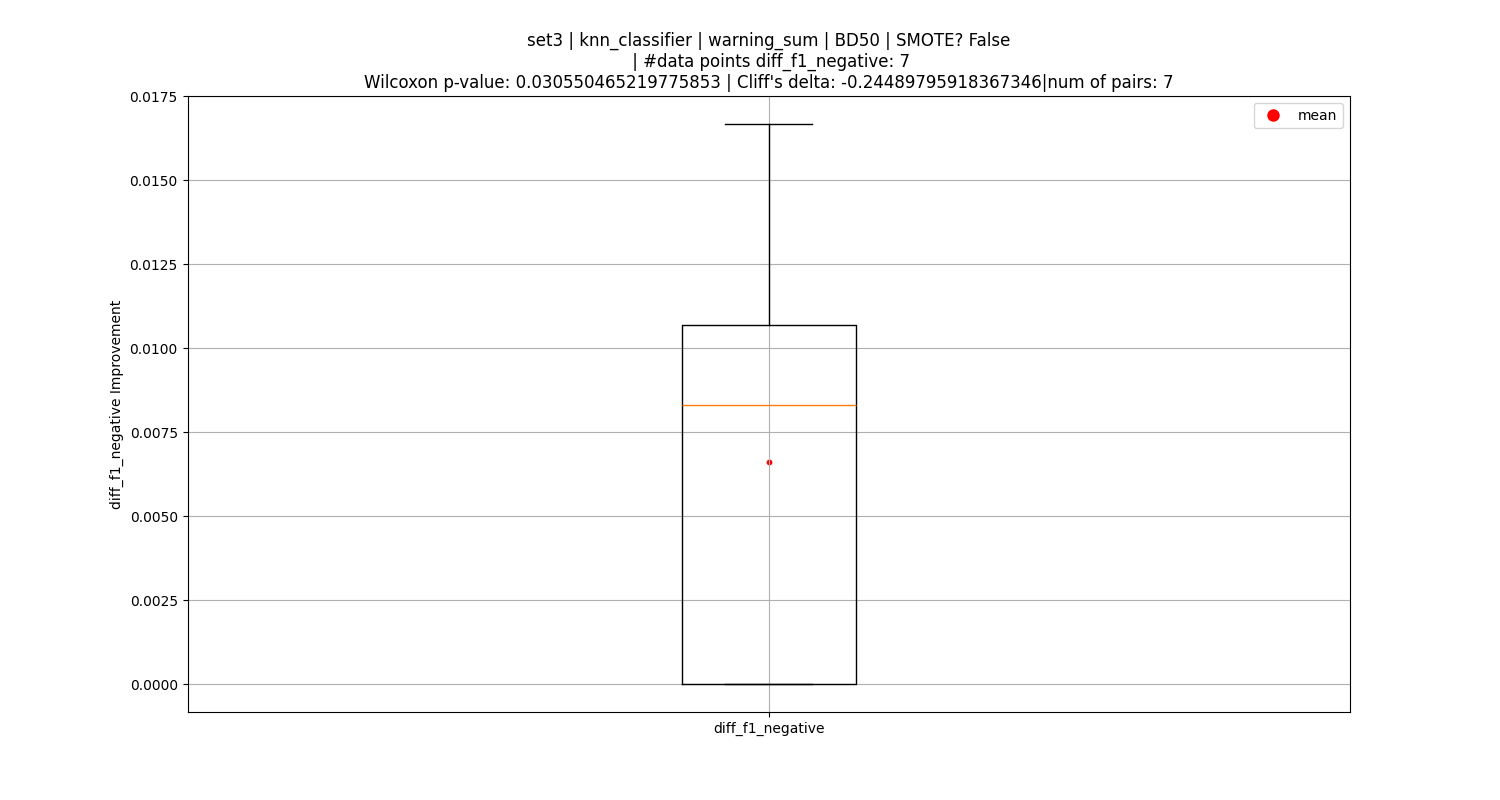 set3 | knn_classifier | warning_sum | BD50 | SMOTE? False
| #data points diff_f1_negative: 7
Wilcoxon p-value: 0.030550465219775853 | Cliff's delta: -0.24489795918367346|num of pairs: 7
mean
0.0175
0.0150
0.0125
0.0100
0.0075
0.0050
0.0025
0.0000
diff_f1_negative Improvement
diff_f1_negative